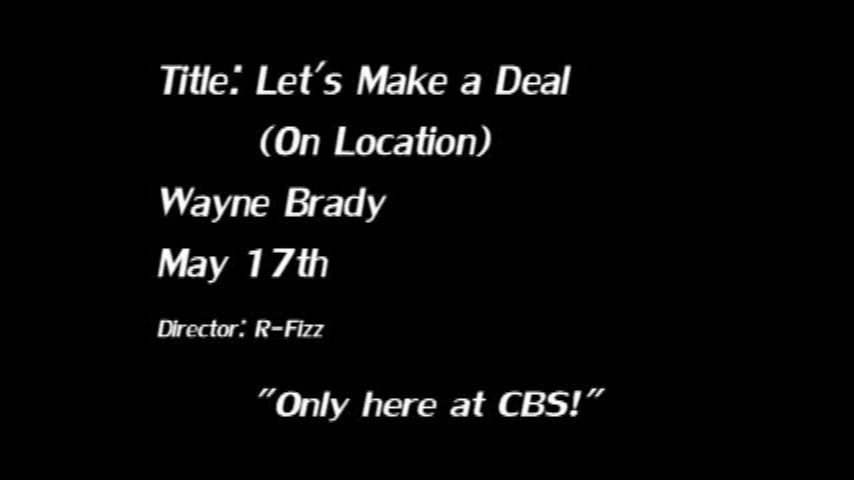 Title: Let's Make a Deal
(On Location)
Wayne Brady
May 17th
Director: R-Fizz
"Only here at CBS!"